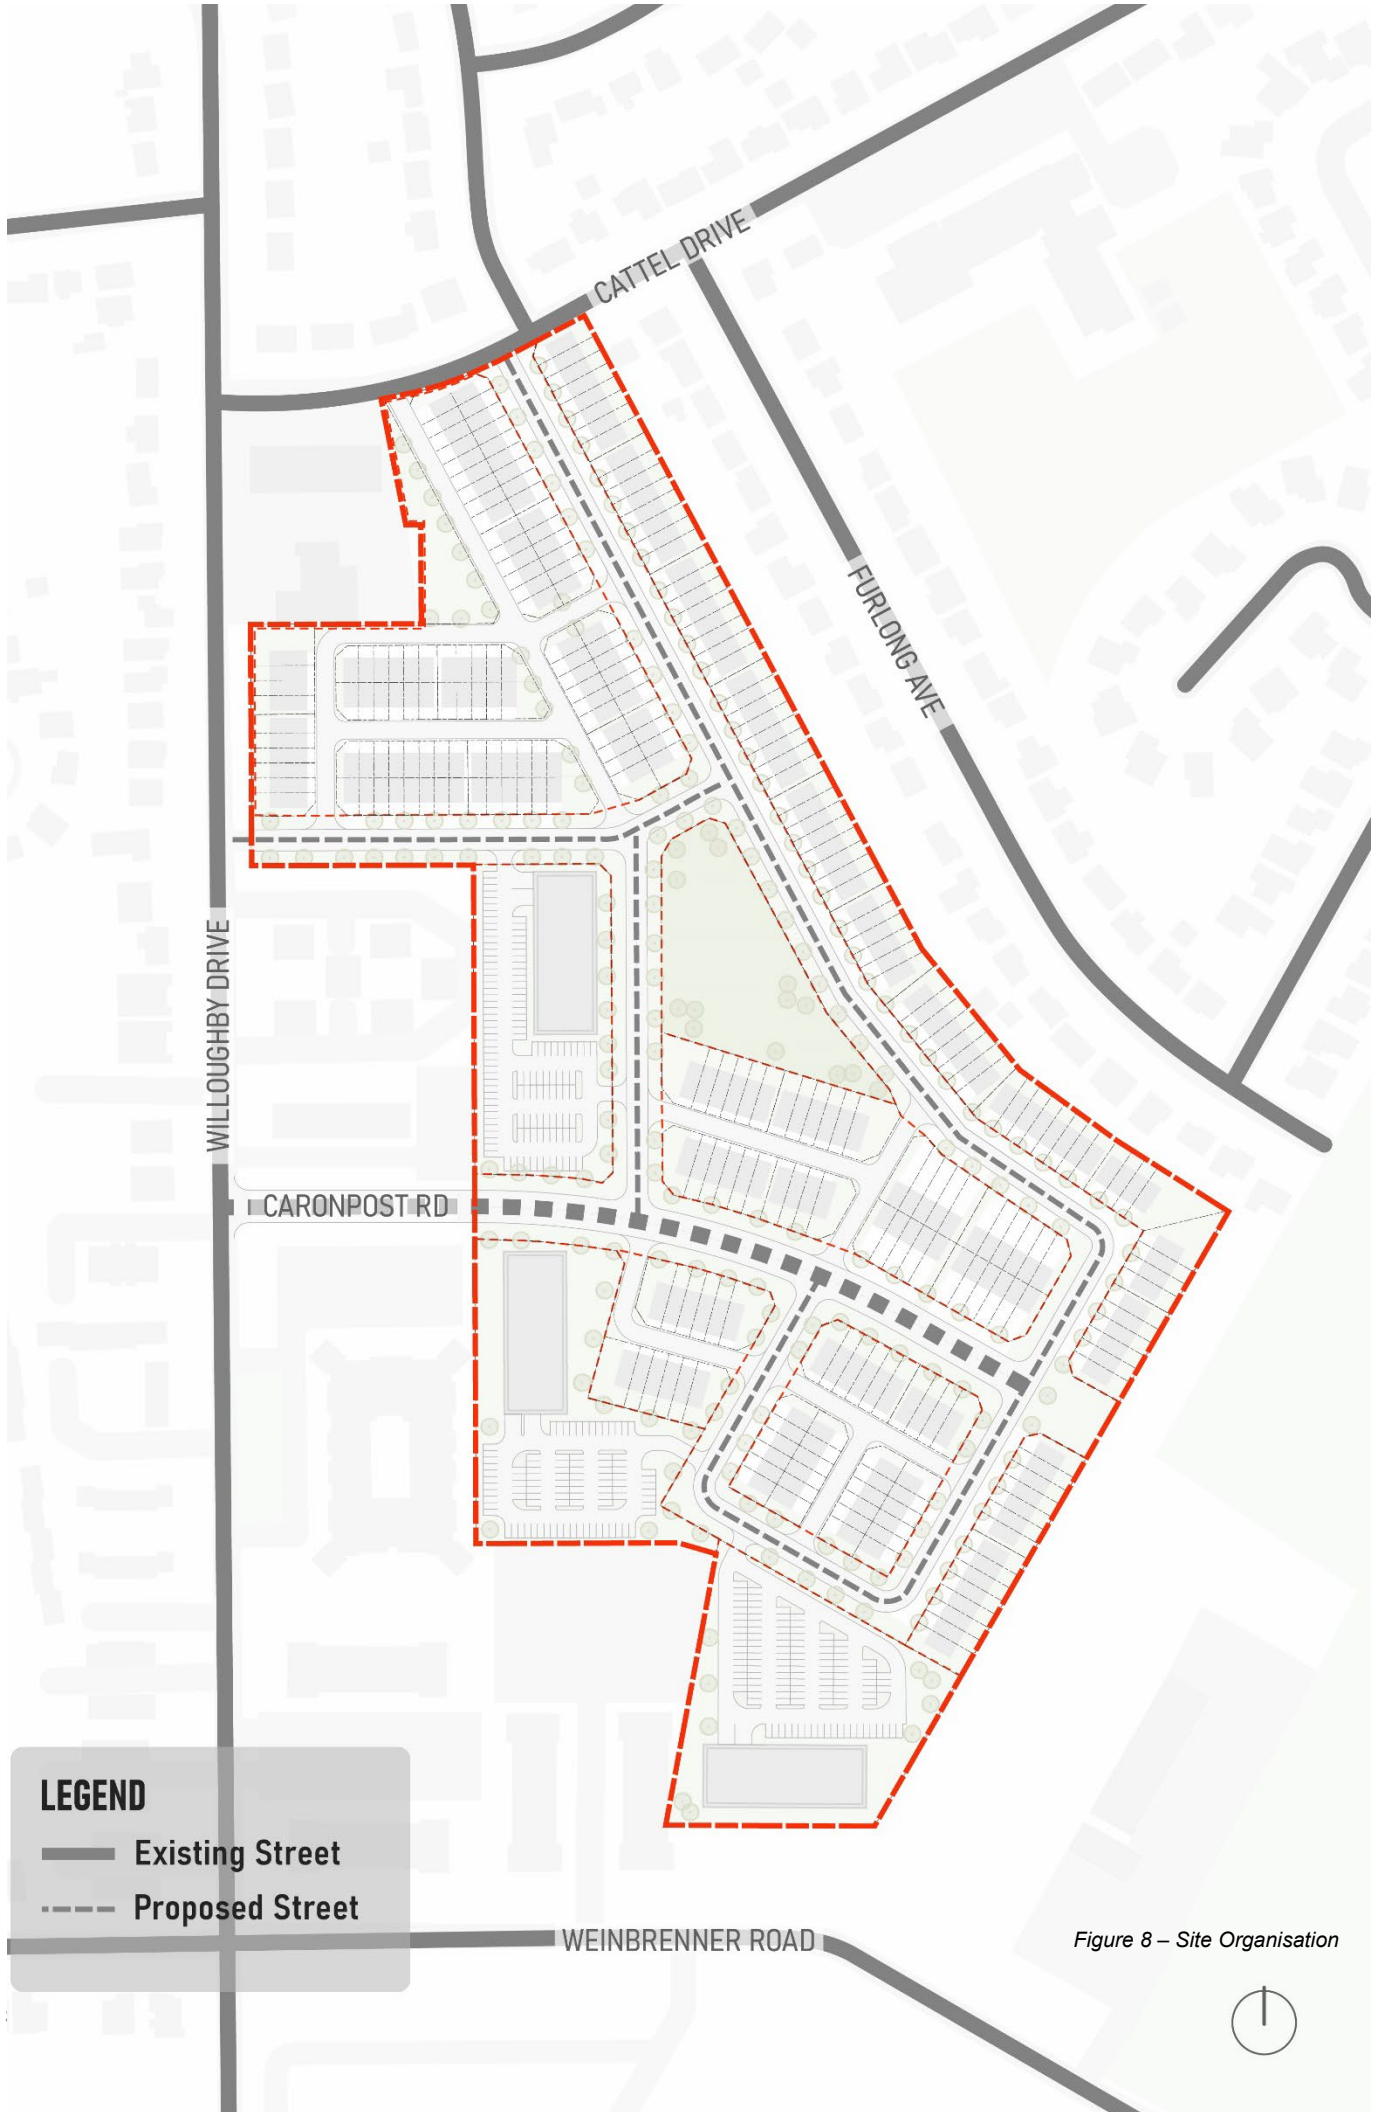 CATTEL DRIVE
FURLONG AVE
WILLOUGHBY DRIVE
CARONPOST RD
LEGEND
Existing Street
Proposed Street
WEINBRENNER ROAD
Figure 8 – Site Organisation